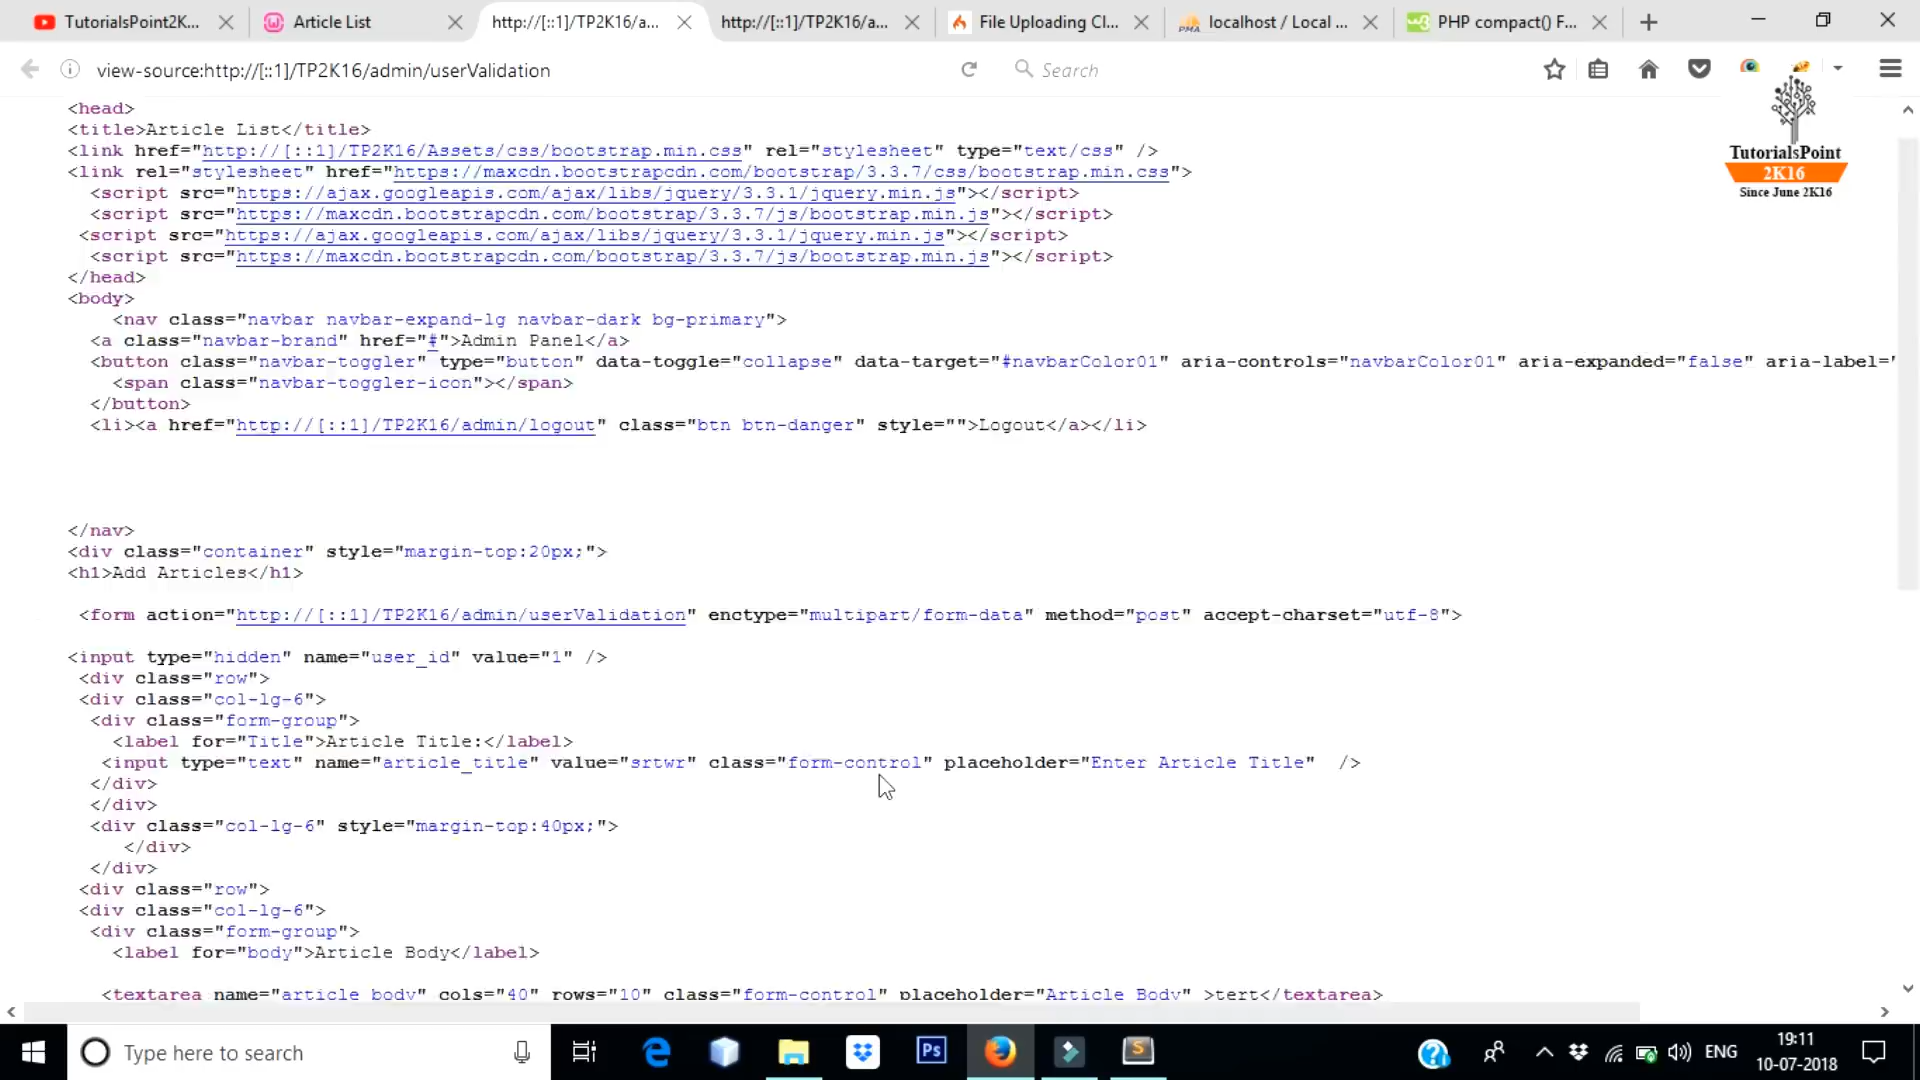 TutorialsPoint2K...
Article List
http://[::1]/TP2K16/a...
http://[::1]/TP2K16/a...
File Uploading Cl...
PMA
localhost / Local ...
PHP compact() F...
view-source:http://[::1]/TP2K16/admin/userValidation
Search
TutorialsPoint
2K16
Since June 2K16
<head>
<title>Article List</title>
<link href="http://[::1]/TP2K16/Assets/css/bootstrap.min.css" rel="stylesheet" type="text/css" />
<link rel="stylesheet" href="https://maxcdn.bootstrapcdn.com/bootstrap/3.3.7/css/bootstrap.min.css">
<script src="https://ajax.googleapis.com/ajax/libs/jquery/3.3.1/jquery.min.js"></script>
<script src="https://maxcdn.bootstrapcdn.com/bootstrap/3.3.7/js/bootstrap.min.js"></script>
<script src="https://ajax.googleapis.com/ajax/libs/jquery/3.3.1/jquery.min.js"></script>
<script src="https://maxcdn.bootstrapcdn.com/bootstrap/3.3.7/js/bootstrap.min.js"></script>
</head>
<body>
<nav class="navbar navbar-expand-lg navbar-dark bg-primary">
<a class="navbar-brand" href="#">Admin Panel</a>
<button class="navbar-toggler" type="button" data-toggle="collapse" data-target="#navbarColor01" aria-controls="navbarColor01" aria-expanded="false" aria-label="
<span class="navbar-toggler-icon"></span>
</button>
<li><a href="http://[::1]/TP2K16/admin/logout" class="btn btn-danger" style="">Logout</a></li>
</nav>
<div class="container" style="margin-top:20px;">
<h1>Add Articles</h1>
<form action="http://[::1]/TP2K16/admin/userValidation" enctype="multipart/form-data" method="post" accept-charset="utf-8">
<input type="hidden" name="user_id" value="1" />
<div class="row">
<div class="col-lg-6">
<div class="form-group">
<label for="Title">Article Title:</label>
<input type="text" name="article_title" value="srtwr" class="form-control" placeholder="Enter Article Title"  />
</div>
</div>
<div class="col-lg-6" style="margin-top:40px;">
</div>
</div>
<div class="row">
<div class="col-lg-6">
<div class="form-group">
<label for="body">Article Body</label>
<textarea name="article_body" cols="40" rows="10" class="form-control" placeholder="Article Body" >tert</textarea>
Type here to search
Ps
ENG
19:11
10-07-2018